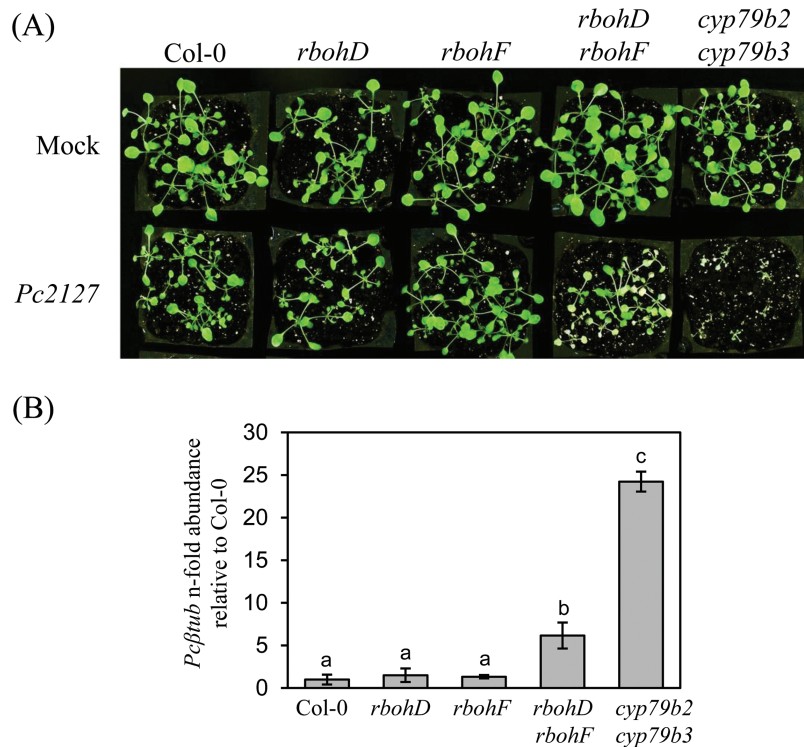 (A)
Col-0 rbohD rbohF rbohD rbohF cyp79b2 cyp79b3
Mock
Pc2127
(B)
Pcβtub n-fold abundance
relative to Col-0
30
25
20
15
10
5
0
a a a b c
Col-0 rbohD rbohF rbohD cyp79b2
rbohF cyp79b3